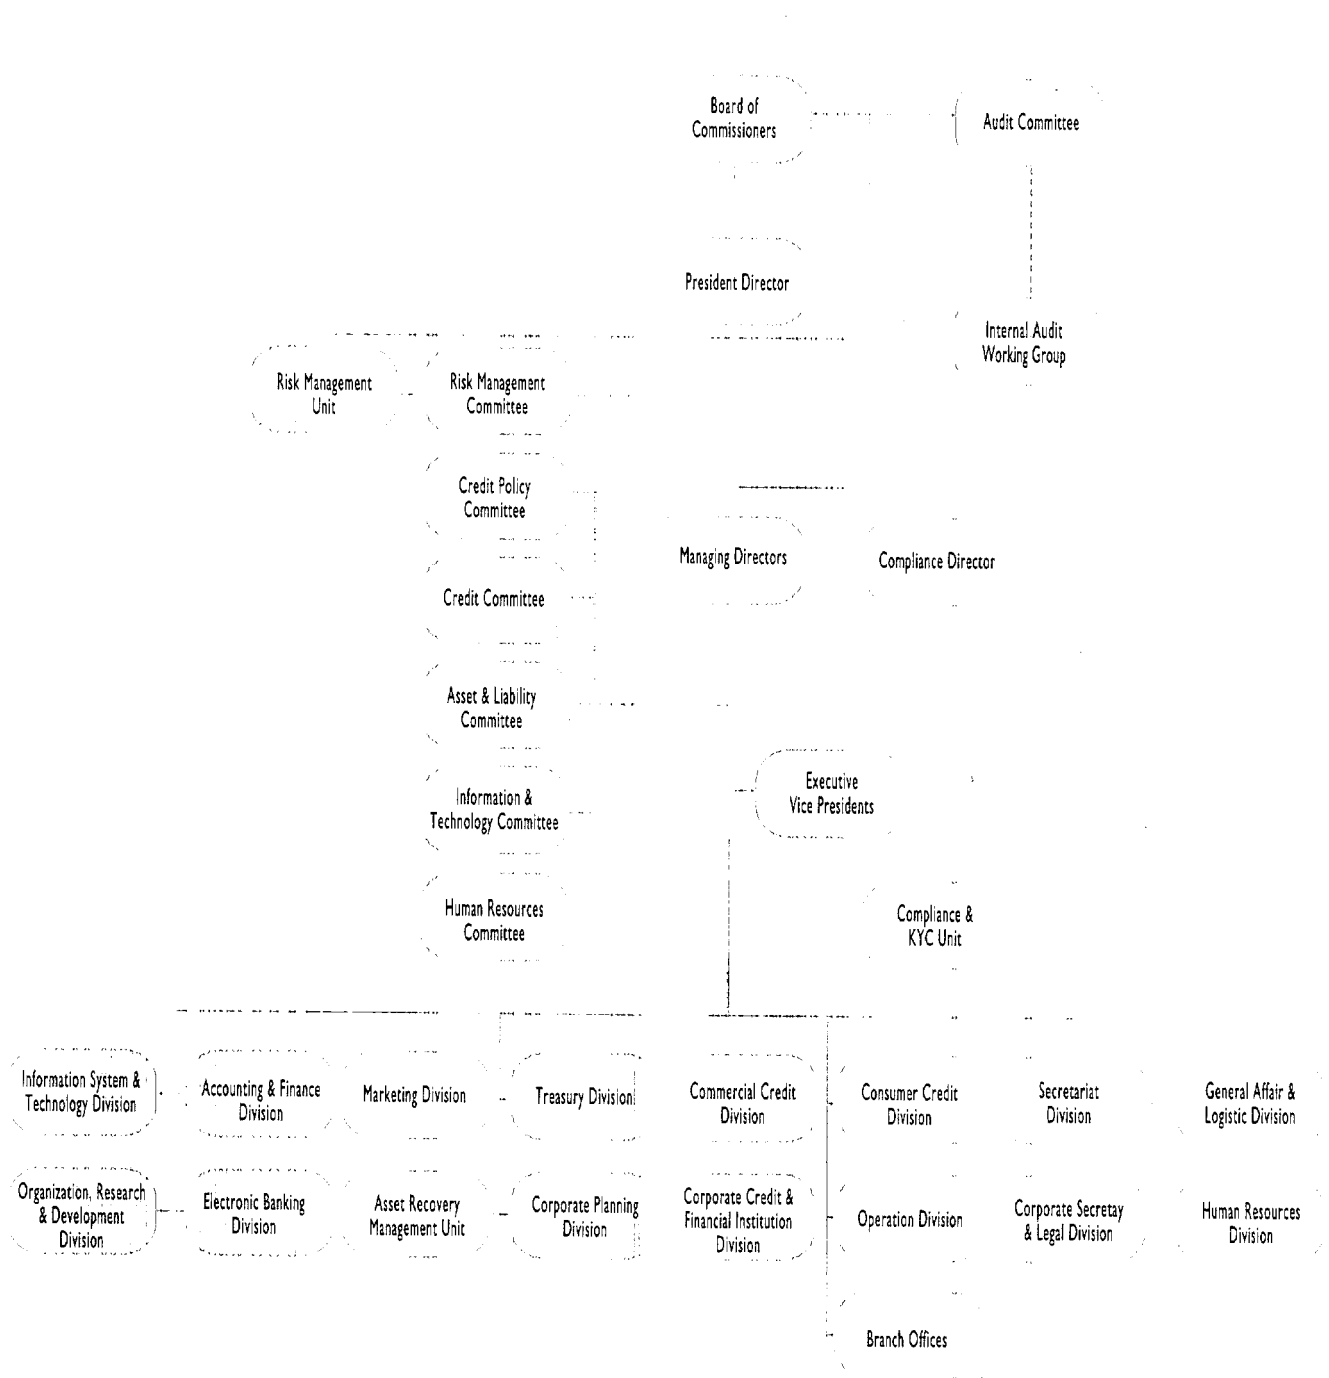 Board of
Commissioners
Audit Committee
President Director
Internal Audit
Working Group
Risk Management
Unit
Risk Management
Committee
Credit Policy
Committee
Managing Directors
Compliance Director
Credit Committee
Asset & Liability
Committee
Executive
Vice Presidents
Information &
Technology Committee
Human Resources
Committee
Compliance &
KYC Unit
Information System &
Technology Division
Accounting & Finance
Division
Marketing Division
Treasury Division
Commercial Credit
Division
Consumer Credit
Division
Secretariat
Division
General Affair &
Logistic Division
Organization, Research
& Development
Division
Electronic Banking
Division
Asset Recovery
Management Unit
Corporate Planning
Division
Corporate Credit &
Financial Institution
Division
Operation Division
Corporate Secretay
& Legal Division
Human Resources
Division
Branch Offices